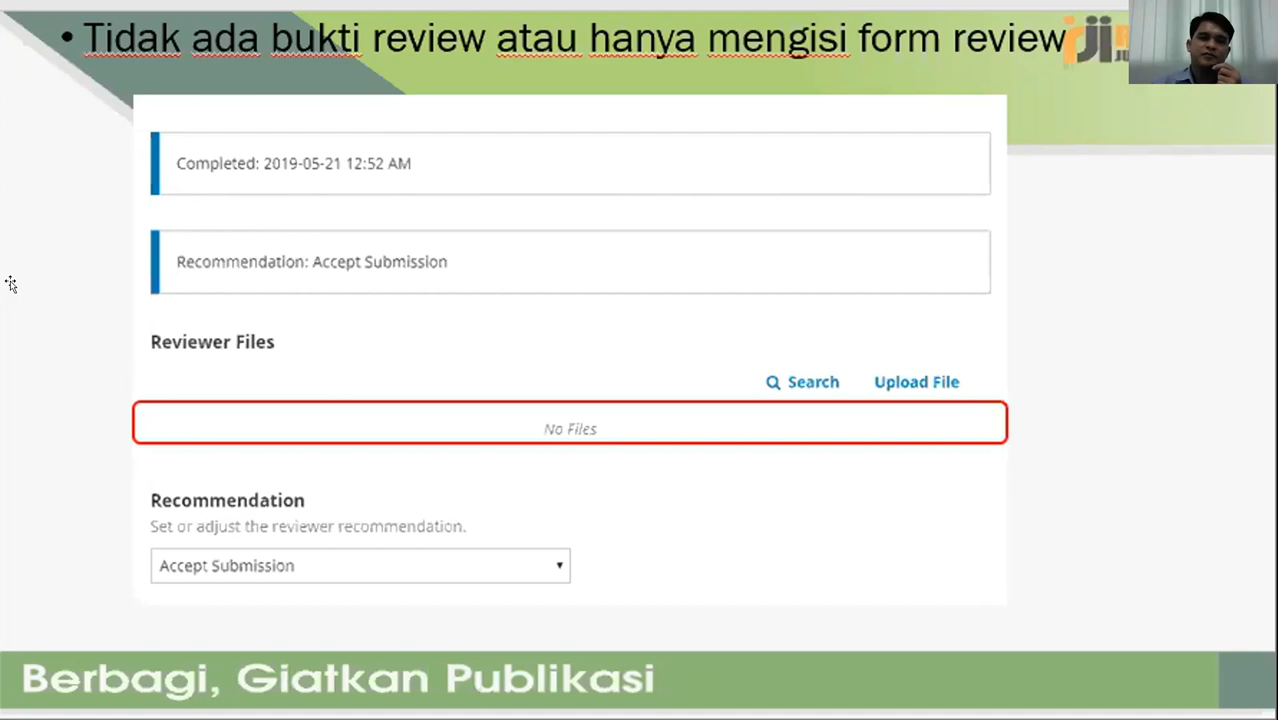 • Tidak ada bukti review atau hanya mengisi form review
Completed: 2019-05-21 12:52 AM
Recommendation: Accept Submission
Reviewer Files
Search Upload File
No Files
Recommendation
Set or adjust the reviewer recommendation.
Accept Submission
Berbagi, Giatkan Publikasi